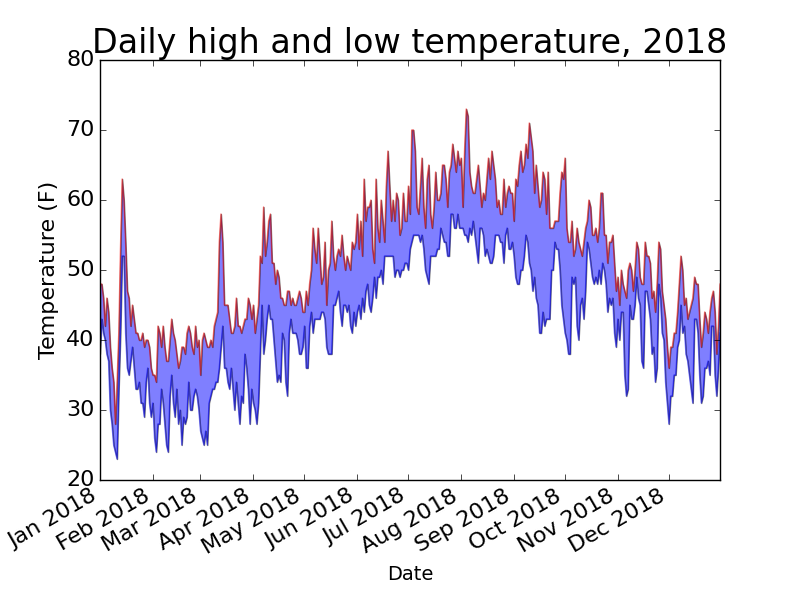 Daily high and low temperature, 2018
80
70
60
50
40
30
20
Temperature (F)
Jan 2018
Feb 2018
Mar 2018
Apr 2018
May 2018
Jun 2018
Jul 2018
Aug 2018
Sep 2018
Oct 2018
Nov 2018
Dec 2018
Date